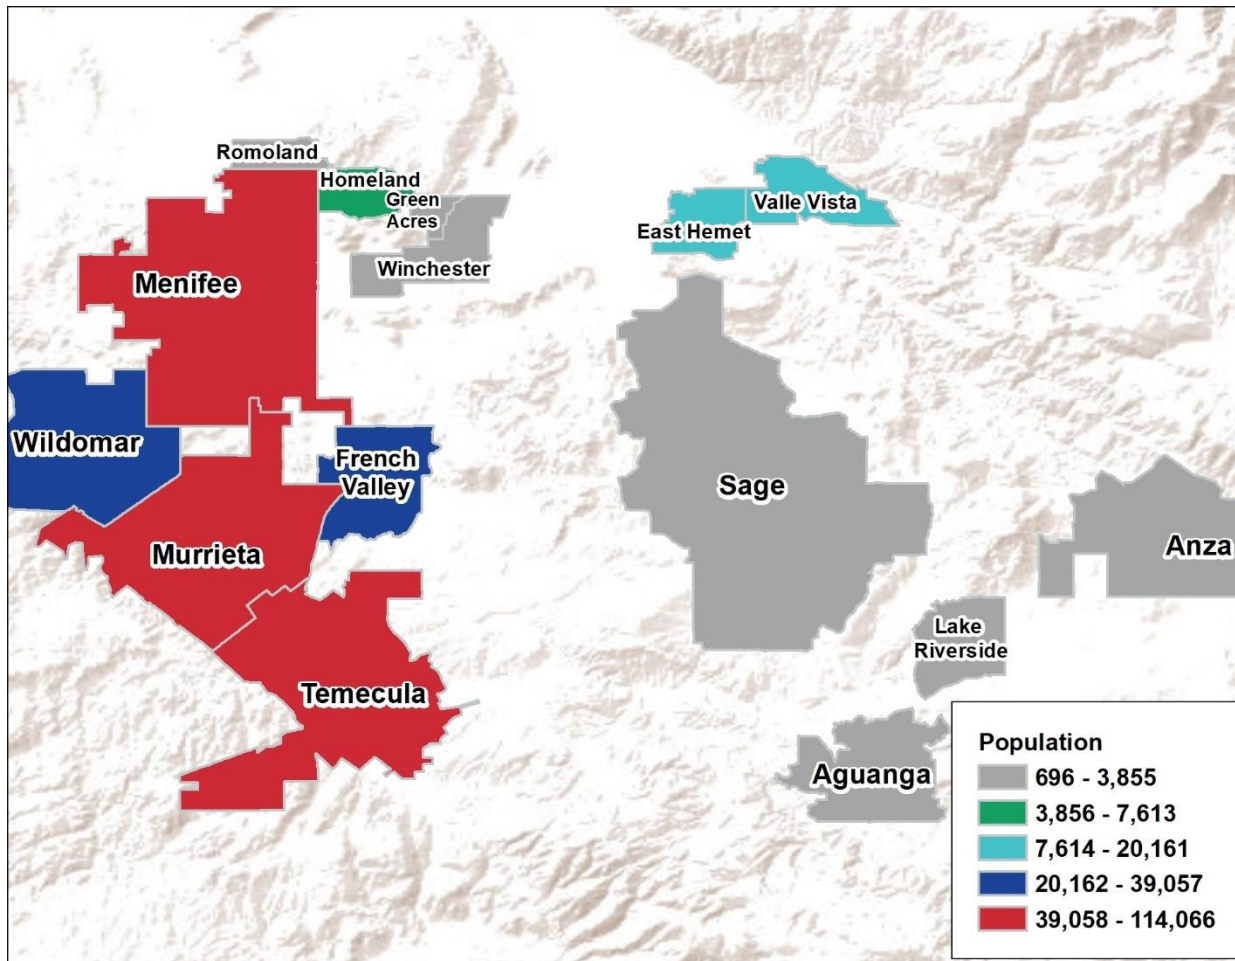 Romoland
Homeland
Green
Acres
Winchester
Menifee
Valle Vista
East Hemet
Wildomar
French
Valley
Sage
Murrieta
Anza
Lake
Riverside
Temecula
Aguanga
Population
696 - 3,855
3,856 - 7,613
7,614 - 20,161
20,162 - 39,057
39,058 - 114,066